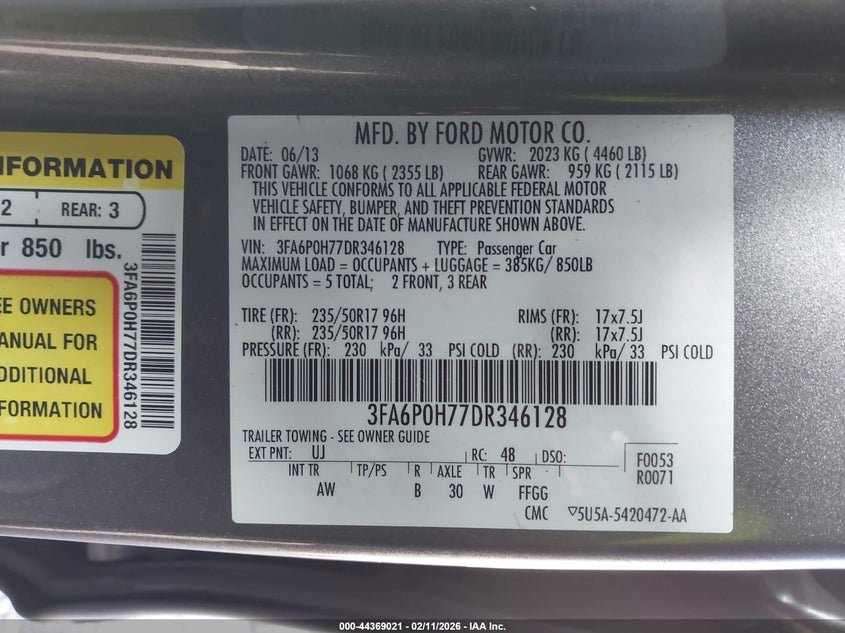 INFORMATION
2 REAR: 3
r 850 lbs.
EE OWNERS
MANUAL FOR
ADDITIONAL
INFORMATION
3FA6P0H77DR346128
MFD. BY FORD MOTOR CO.
DATE: 06/13 GVWR: 2023 KG ( 4460 LB)
FRONT GAWR: 1068 KG ( 2355 LB) REAR GAWR: 959 KG ( 2115 LB)
THIS VEHICLE CONFORMS TO ALL APPLICABLE FEDERAL MOTOR
VEHICLE SAFETY, BUMPER, AND THEFT PREVENTION STANDARDS
IN EFFECT ON THE DATE OF MANUFACTURE SHOWN ABOVE.
VIN: 3FA6P0H77DR346128 TYPE: Passenger Car
MAXIMUM LOAD = OCCUPANTS + LUGGAGE = 385KG/ 850LB
OCCUPANTS = 5 TOTAL; 2 FRONT, 3 REAR
TIRE (FR): 235/50R17 96H RIMS (FR): 17x7.5J
(RR): 235/50R17 96H (RR): 17x7.5J
PRESSURE (FR): 230 kPa/ 33 PSI COLD (RR): 230 kPa/ 33 PSI COLD
3FA6P0H77DR346128
TRAILER TOWING - SEE OWNER GUIDE
EXT PNT: UJ RC: 48 DSO:
F0053
R0071
INT TR TP/PS R AXLE TR SPR
AW B 30 W FFGG
CMC ▽5U5A-5420472-AA
000-44369021 - 02/11/2026 - IAA Inc.